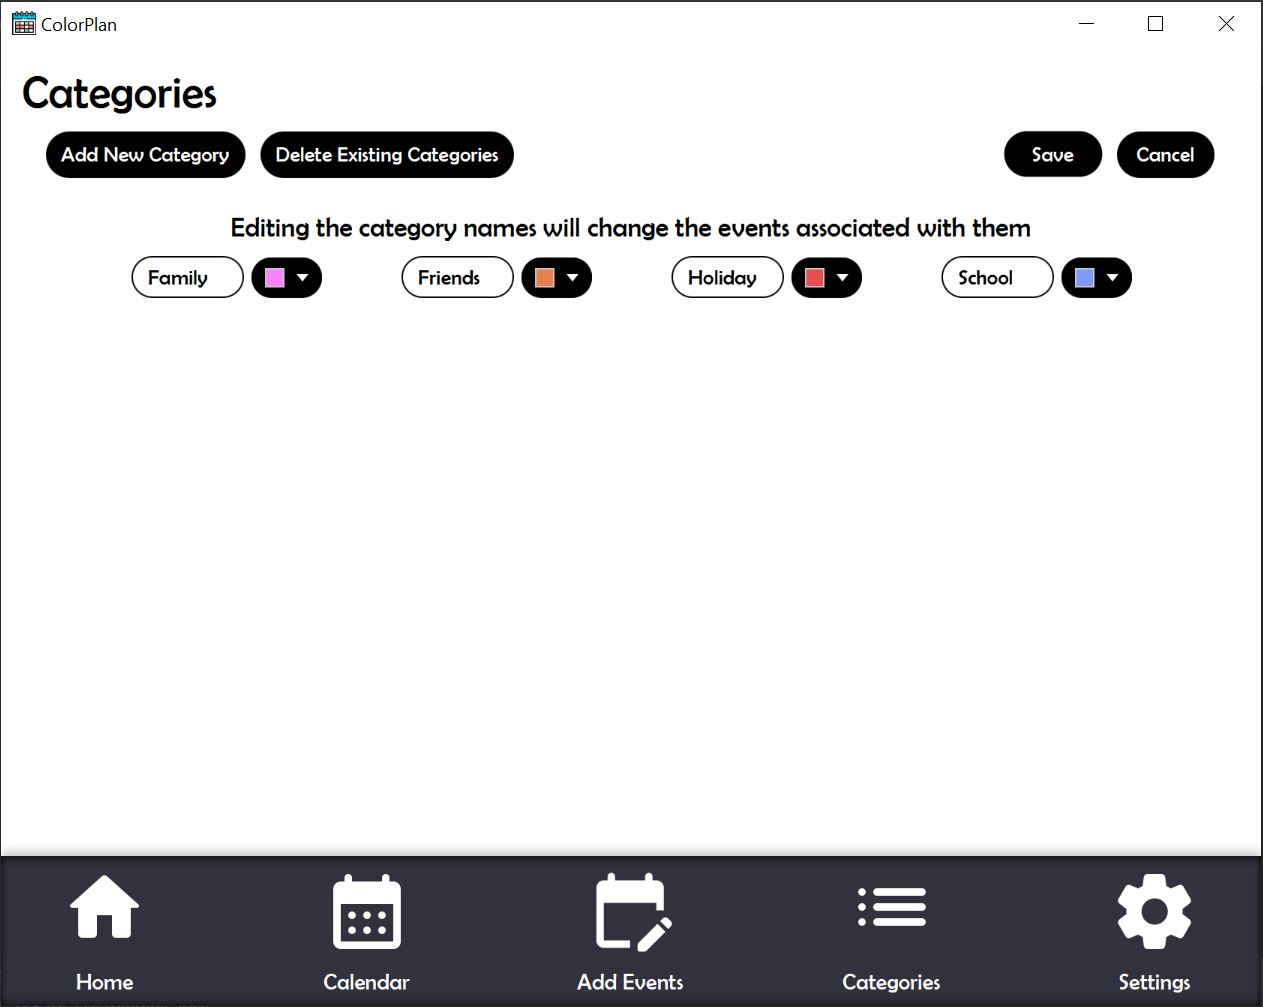 ColorPlan
Categories
Add New Category Delete Existing Categories Save Cancel
Editing the category names will change the events associated with them
Family Friends Holiday School
Home Calendar Add Events Categories Settings